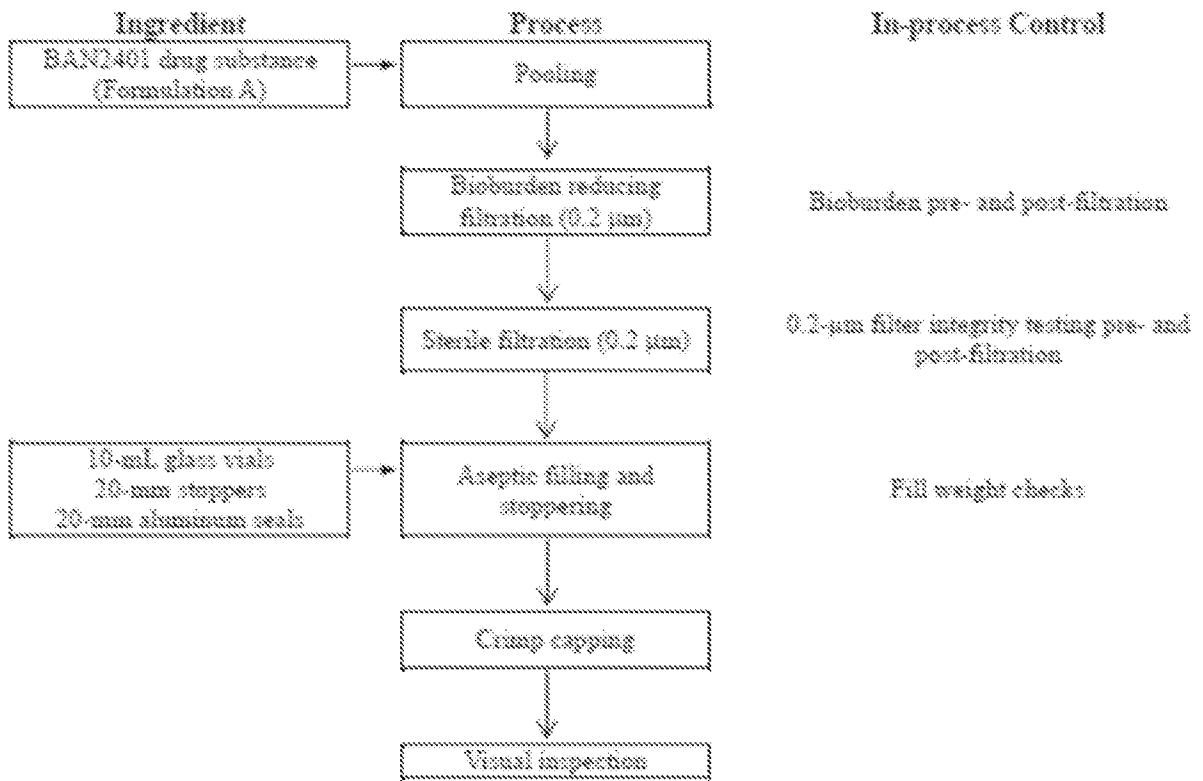 Ingredient
Process
In-process Control
BAN2401 drug substance
(Formulation A)
Pooling
Bioburden reducing
filtration (0.2 µm)
Bioburden pre- and post-filtration
Sterile filtration (0.2 µm)
0.2-µm filter integrity testing pre- and
post-filtration
10-mL glass vials
20-mm stoppers
20-mm aluminum seals
Aseptic filling and
stoppering
Fill weight checks
Crimp capping
Visual inspection